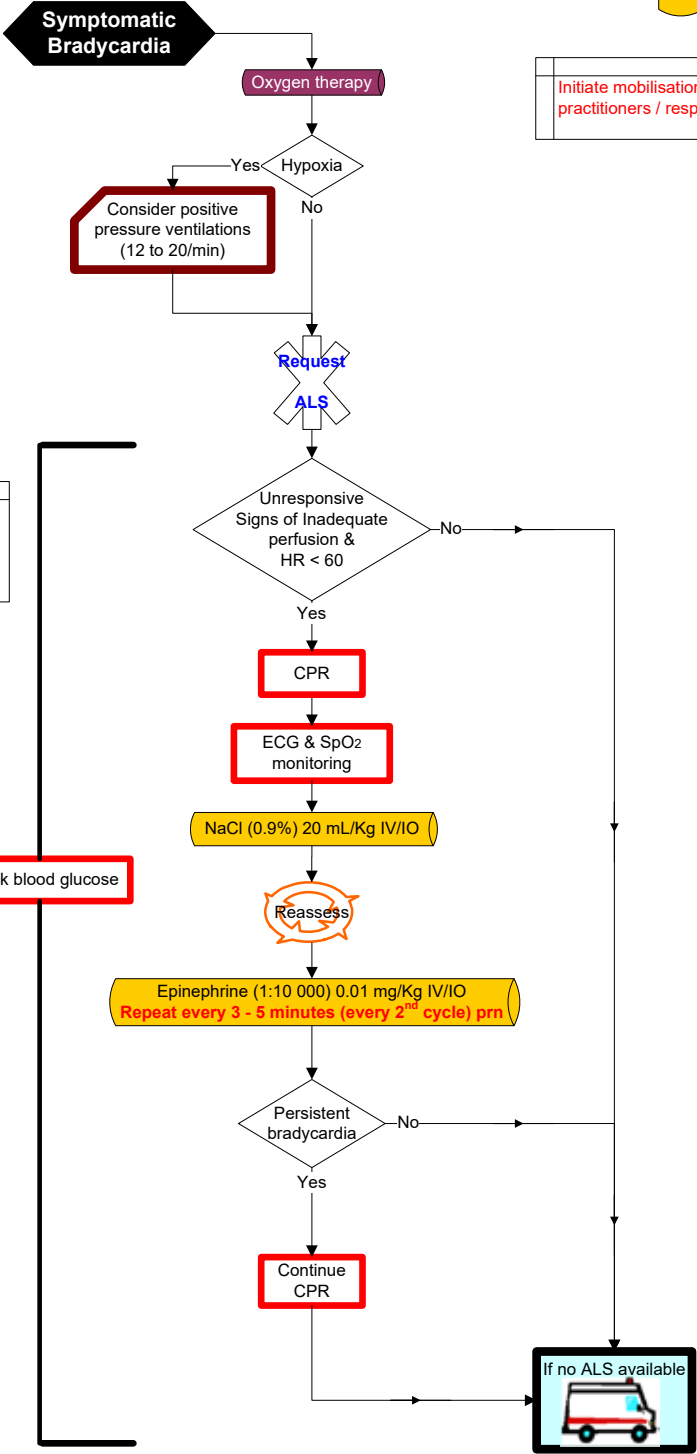 Symptomatic
Bradycardia
Oxygen therapy
Initiate mobilisation
practitioners / resp
Yes
Hypoxia
Consider positive
pressure ventilations
(12 to 20/min)
No
Request
ALS
Unresponsive
Signs of Inadequate
perfusion &
HR < 60
No
Yes
CPR
ECG & SpO2
monitoring
NaCl (0.9%) 20 mL/Kg IV/IO
k blood glucose
Reassess
Epinephrine (1:10 000) 0.01 mg/Kg IV/IO
Repeat every 3 - 5 minutes (every 2nd cycle) prn
Persistent
bradycardia
No
Yes
Continue
CPR
If no ALS available